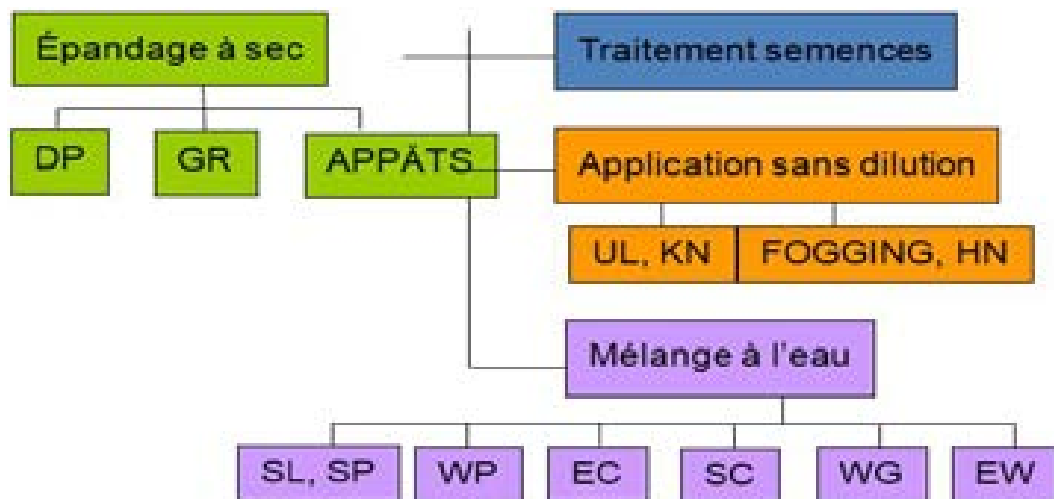 Épandage à sec
Traitement semences
DP
GR
APPÂTS
Application sans dilution
UL, KN
FOGGING, HN
Mélange à l'eau
SL, SP
WP
EC
SC
WG
EW